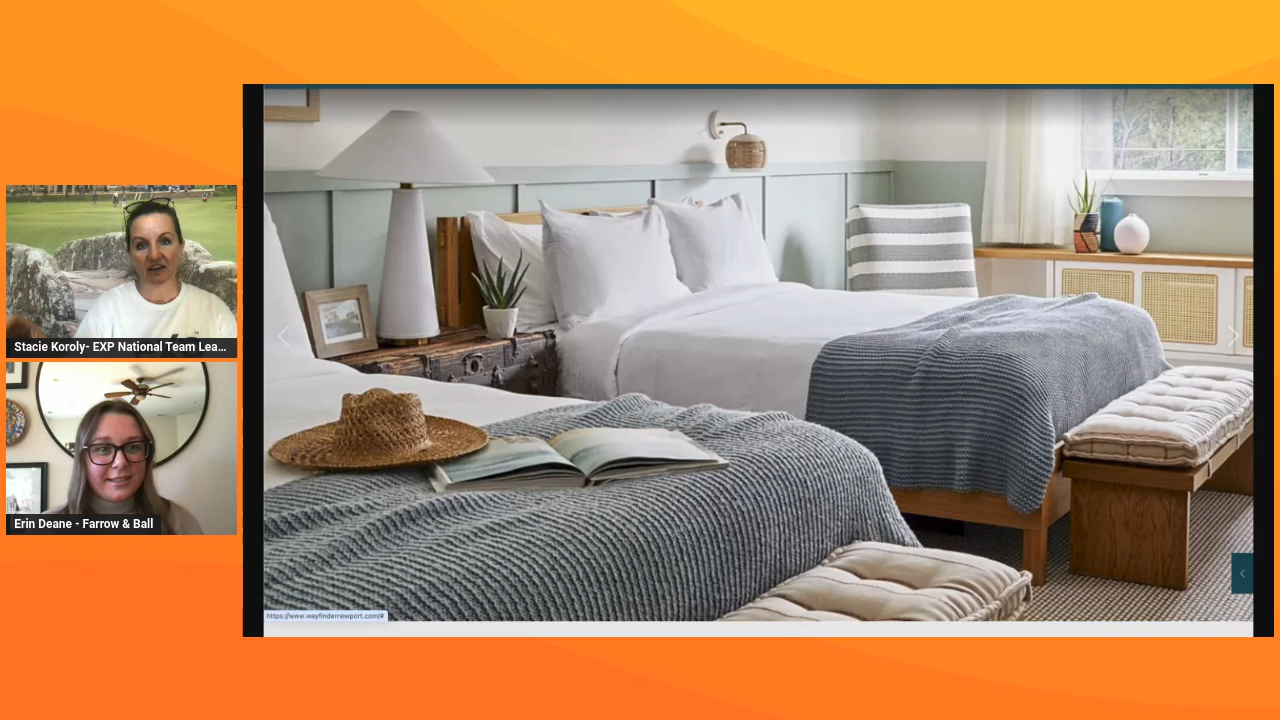 Stacie Koroly- EXP National Team Lea...
Erin Deane - Farrow & Ball
https://www.wayfindernewport.com/#